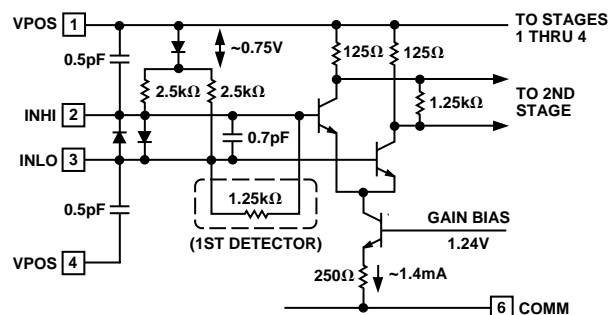 VPOS 1
TO STAGES
1 THRU 4
~0.75V
125Ω
125Ω
0.5pF
2.5kΩ
2.5kΩ
1.25kΩ
TO 2ND
STAGE
INHI 2
0.7pF
INLO 3
1.25kΩ
(1ST DETECTOR)
0.5pF
GAIN BIAS
1.24V
VPOS 4
250Ω
~1.4mA
6 COMM